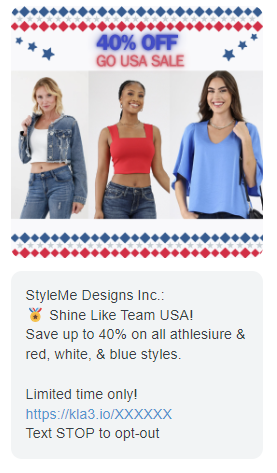 40% OFF
GO USA SALE
StyleMe Designs Inc.:
🏅 Shine Like Team USA!
Save up to 40% on all athlesiure &
red, white, & blue styles.
Limited time only!
https://kla3.io/XXXXXX
Text STOP to opt-out